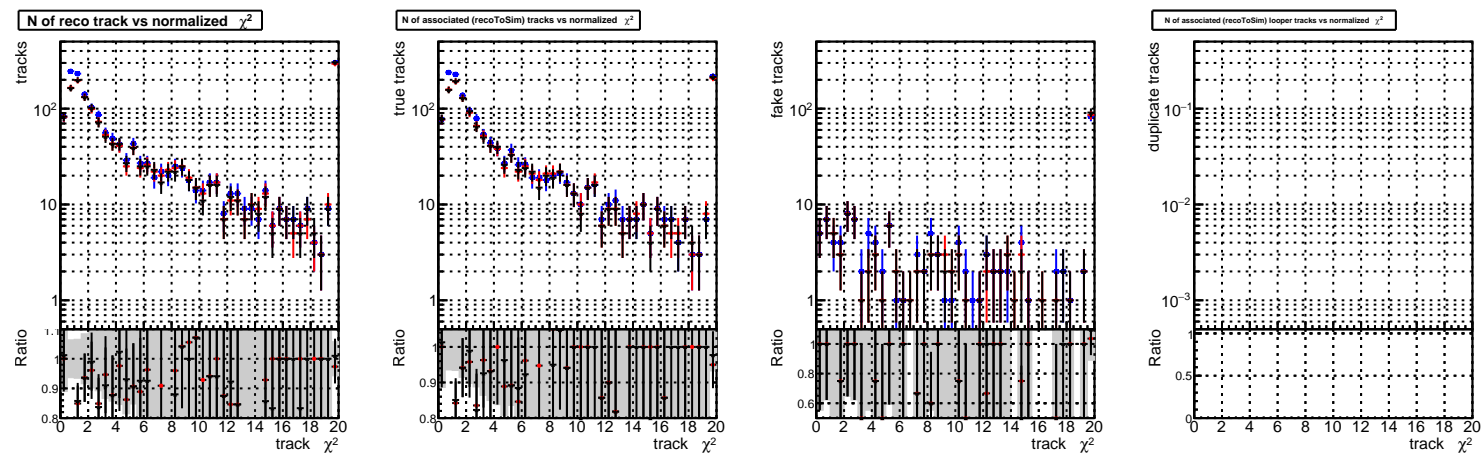 N of reco track vs normalized χ²
tracks
10²
10
1
Ratio
1.1
1
0.9
0.8
0 2 4 6 8 10 12 14 16 18 20
track χ²
N of associated (recoToSim) tracks vs normalized χ²
true tracks
10²
10
1
Ratio
1
0.9
0.8
0 2 4 6 8 10 12 14 16 18 20
track χ²
fake tracks
10²
10
1
Ratio
1
0.8
0.6
0 2 4 6 8 10 12 14 16 18 20
track χ²
N of associated (recoToSim) looper tracks vs normalized χ²
duplicate tracks
10⁻¹
10⁻²
10⁻³
Ratio
1
0.5
0
0 2 4 6 8 10 12 14 16 18 20
track χ²